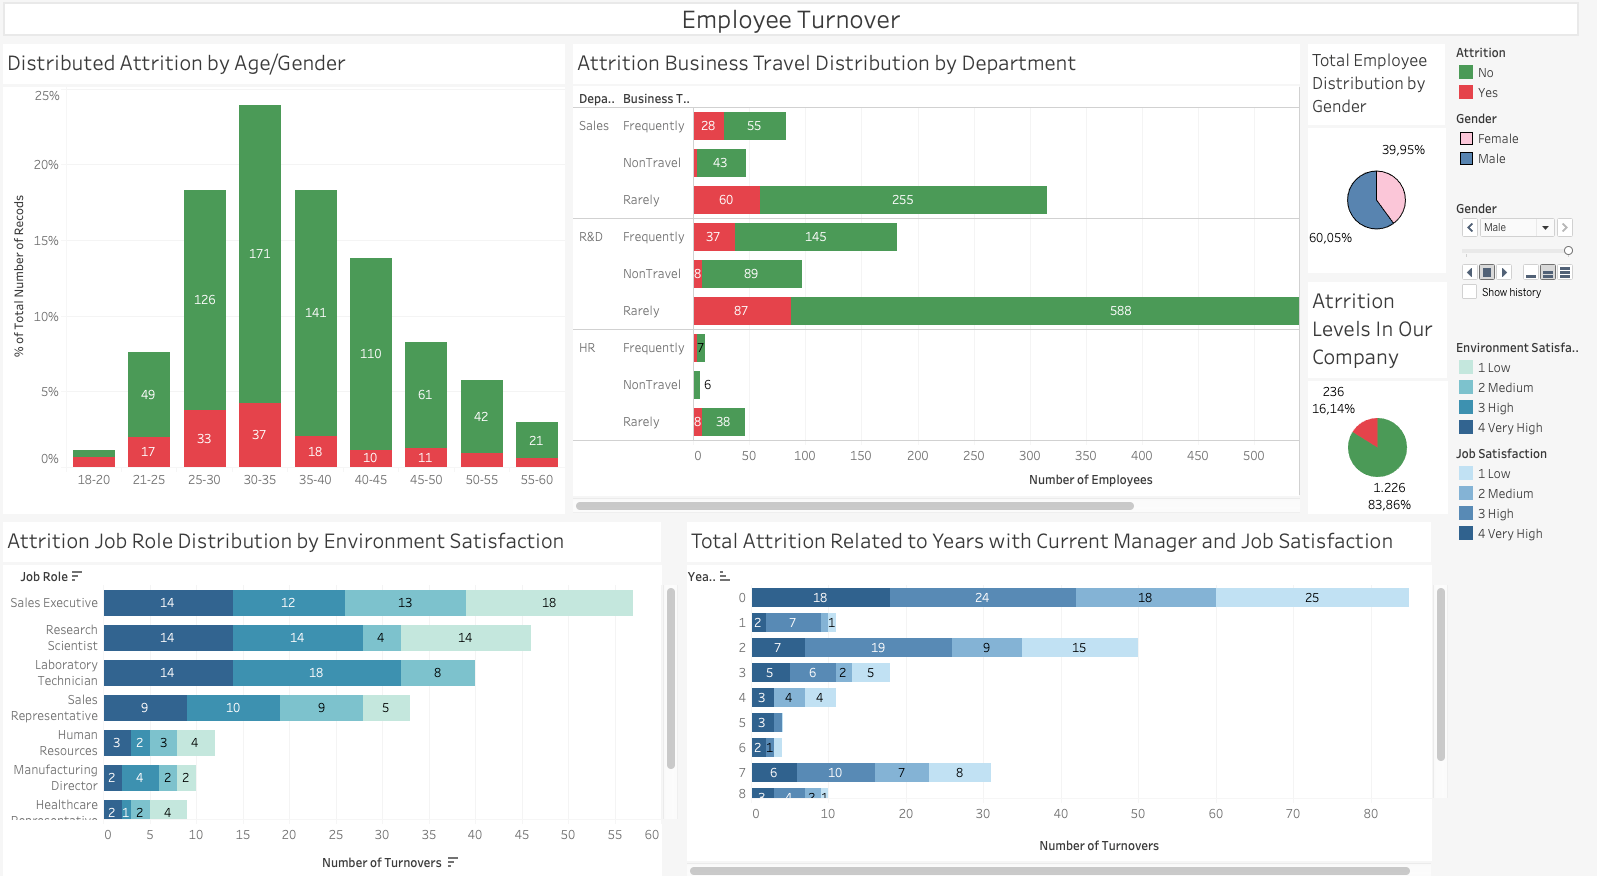 Employee Turnover
Distributed Attrition by Age/Gender
% of Total Number of Recods
25%
20%
15%
10%
5%
0%
49
17
126
33
171
37
141
18
110
10
61
11
42
21
18-20 21-25 25-30 30-35 35-40 40-45 45-50 50-55 55-60
Attrition Business Travel Distribution by Department
Depa.. Business T..
Sales Frequently 28 55
NonTravel 43
Rarely 60 255
R&D Frequently 37 145
NonTravel 8 89
Rarely 87 588
HR Frequently 7
NonTravel 6
Rarely 8 38
0 50 100 150 200 250 300 350 400 450 500
Number of Employees
Total Employee
Distribution by
Gender
39,95%
60,05%
Atrrition
Levels In Our
Company
236
16,14%
1.226
83,86%
Attrition
No
Yes
Gender
Female
Male
Gender
Male
Show history
Environment Satisfa..
1 Low
2 Medium
3 High
4 Very High
Job Satisfaction
1 Low
2 Medium
3 High
4 Very High
Attrition Job Role Distribution by Environment Satisfaction
Job Role
Sales Executive 14 12 13 18
Research
Scientist 14 14 4 14
Laboratory
Technician 14 18 8
Sales
Representative 9 10 9 5
Human
Resources 3 2 3 4
Manufacturing
Director 2 4 2 2
Healthcare
Representative 2 1 2 4
0 5 10 15 20 25 30 35 40 45 50 55 60
Number of Turnovers
Total Attrition Related to Years with Current Manager and Job Satisfaction
Yea..
0 18 24 18 25
1 2 7 1
2 7 19 9 15
3 5 6 2 5
4 3 4 4
5 3
6 2 1
7 6 10 7 8
8 3 4 2 1
0 10 20 30 40 50 60 70 80
Number of Turnovers